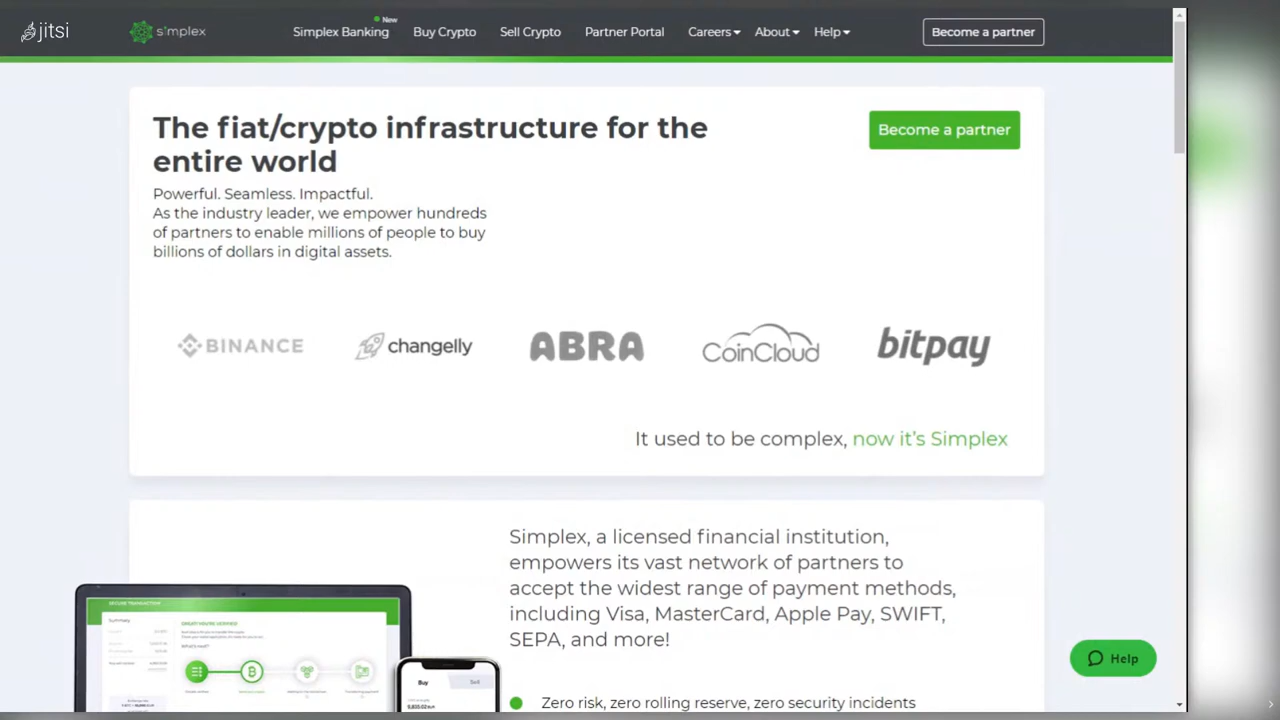 jitsi
simplex
Simplex Banking
New
Buy Crypto
Sell Crypto
Partner Portal
Careers
About
Help
Become a partner
The fiat/crypto infrastructure for the
entire world
Become a partner
Powerful. Seamless. Impactful.
As the industry leader, we empower hundreds
of partners to enable millions of people to buy
billions of dollars in digital assets.
BINANCE
changelly
ABRA
CoinCloud
bitpay
It used to be complex, now it's Simplex
Simplex, a licensed financial institution,
empowers its vast network of partners to
accept the widest range of payment methods,
including Visa, MasterCard, Apple Pay, SWIFT,
SEPA, and more!
Zero risk, zero rolling reserve, zero security incidents
Help
SECURE TRANSACTION
Summary
What's next?
Buy
Sell